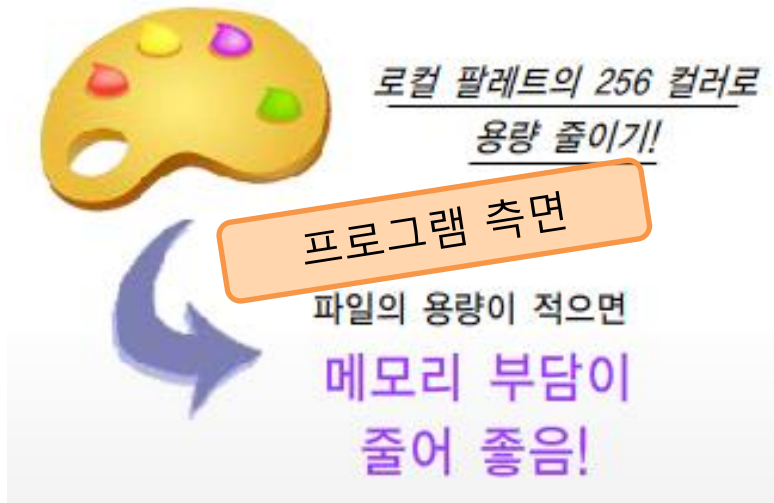 로컬 팔레트의 256 컬러로
용량 줄이기!
프로그램 측면
파일의 용량이 적으면
메모리 부담이
줄어 좋음!